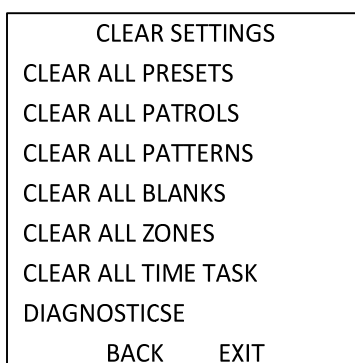 CLEAR SETTINGS
CLEAR ALL PRESETS
CLEAR ALL PATROLS
CLEAR ALL PATTERNS
CLEAR ALL BLANKS
CLEAR ALL ZONES
CLEAR ALL TIME TASK
DIAGNOSTICSE
BACK EXIT